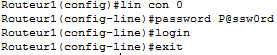 Routeur1(config)#lin con 0
Routeur1(config-line)#password P@ssw0rd
Routeur1(config-line)#login
Routeur1(config-line)#exit